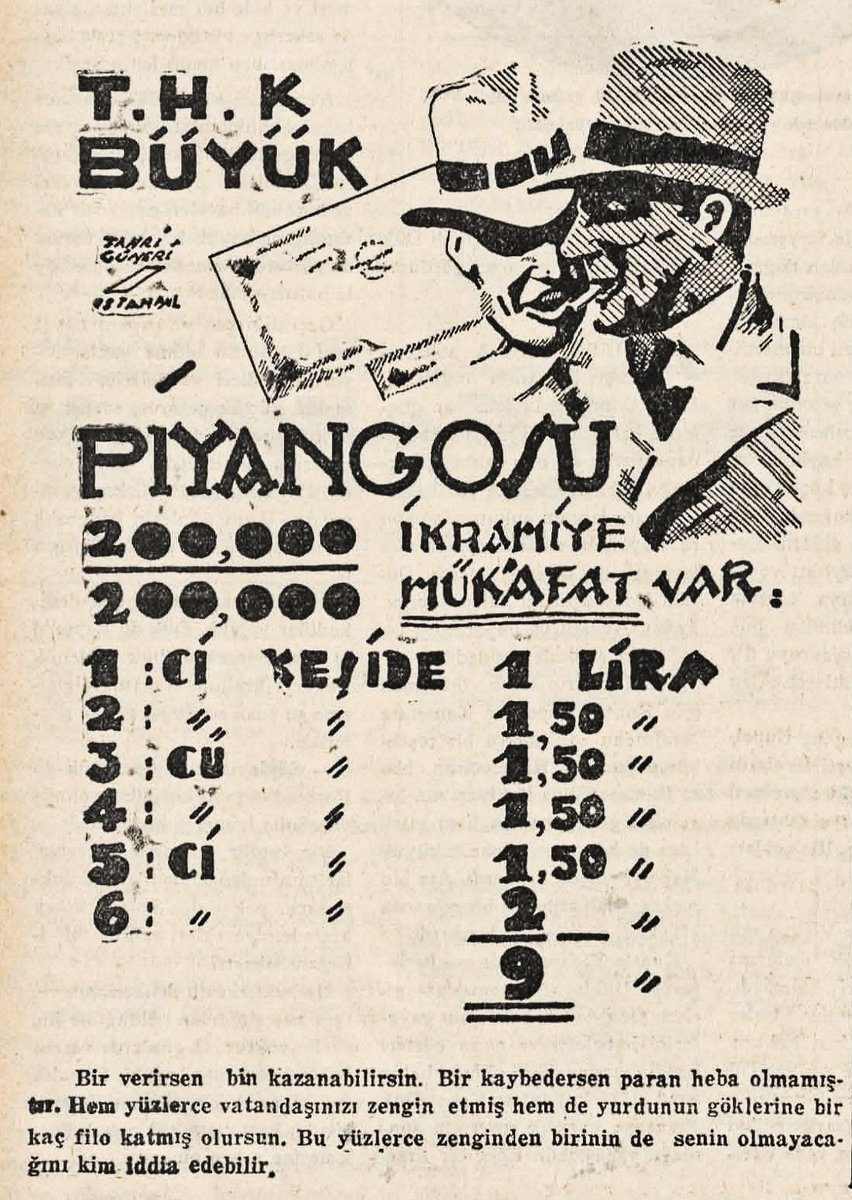 T.H.K
BÜYÜK
TANRI
GÜNERI
ISTANBUL
PİYANGOSU
200,000 İKRAMİYE
200,000 MÜKÂFAT VAR:
1 : Cİ KEŞİDE 1 LİRA
2 : 〃 〃 1,50 〃
3 : CÜ 〃 1,50 〃
4 : 〃 〃 1,50 〃
5 : Cİ 〃 1,50 〃
6 : 〃 〃 2 〃
9 〃
Bir verirsen bin kazanabilirsin. Bir kaybedersen paran heba olmamış-
tır. Hem yüzlerce vatandaşınızı zengin etmiş hem de yurdunun göklerine bir
kaç filo katmış olursun. Bu yüzlerce zenginden birinin de senin olmayaca-
ğını kim iddia edebilir.